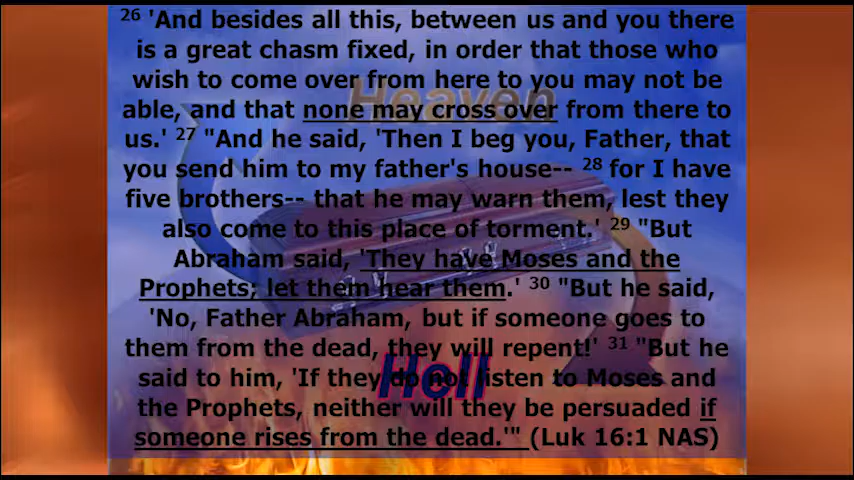 26 'And besides all this, between us and you there
is a great chasm fixed, in order that those who
wish to come over from here to you may not be
able, and that none may cross over from there to
us.' 27 "And he said, 'Then I beg you, Father, that
you send him to my father's house-- 28 for I have
five brothers-- that he may warn them, lest they
also come to this place of torment.' 29 "But
Abraham said, 'They have Moses and the
Prophets; let them hear them.' 30 "But he said,
'No, Father Abraham, but if someone goes to
them from the dead, they will repent!' 31 "But he
said to him, 'If they do not listen to Moses and
the Prophets, neither will they be persuaded if
someone rises from the dead.'" (Luk 16:1 NAS)
Heaven
Hell